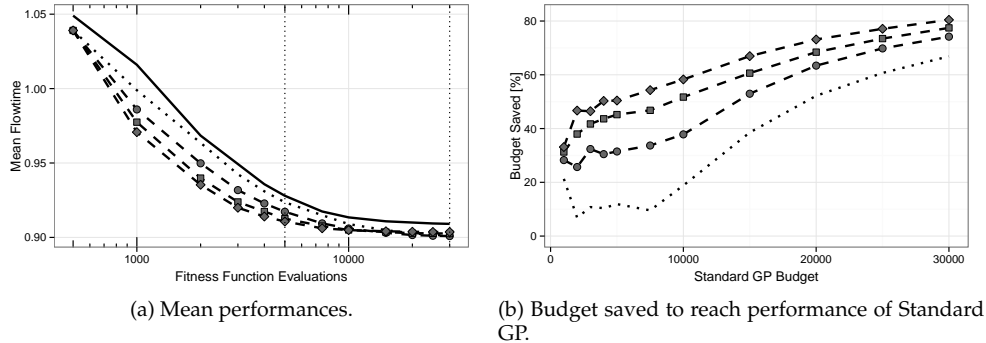 1.05
1.00
0.95
0.90
Mean Flowtime
1000
10000
Fitness Function Evaluations
(a) Mean performances.
80
60
40
20
0
Budget Saved [%]
0
10000
20000
30000
Standard GP Budget
(b) Budget saved to reach performance of Standard
GP.